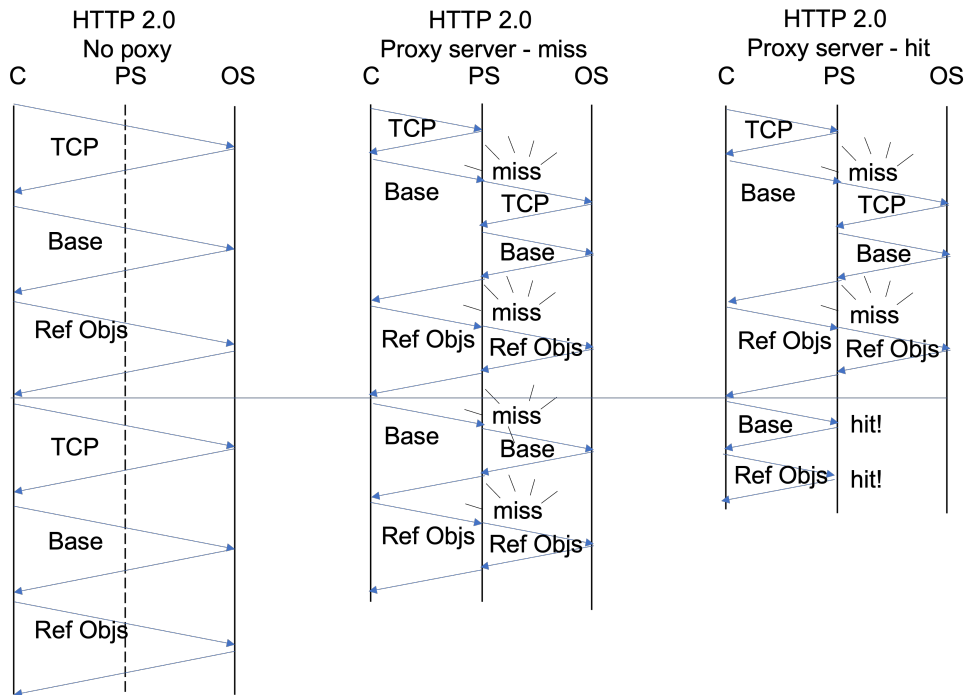 HTTP 2.0
No poxy
C PS OS
TCP
Base
Ref Objs
TCP
Base
Ref Objs
HTTP 2.0
Proxy server - miss
C PS OS
TCP
miss
Base
TCP
Base
miss
Ref Objs
Ref Objs
miss
Base
Base
miss
Ref Objs
Ref Objs
HTTP 2.0
Proxy server - hit
C PS OS
TCP
miss
Base
TCP
Base
miss
Ref Objs
Ref Objs
Base
hit!
Ref Objs
hit!